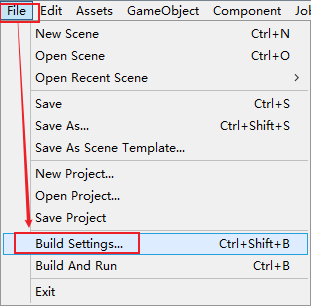 File Edit Assets GameObject Component
New Scene Ctrl+N
Open Scene Ctrl+O
Open Recent Scene
Save Ctrl+S
Save As... Ctrl+Shift+S
Save As Scene Template...
New Project...
Open Project...
Save Project
Build Settings... Ctrl+Shift+B
Build And Run Ctrl+B
Exit